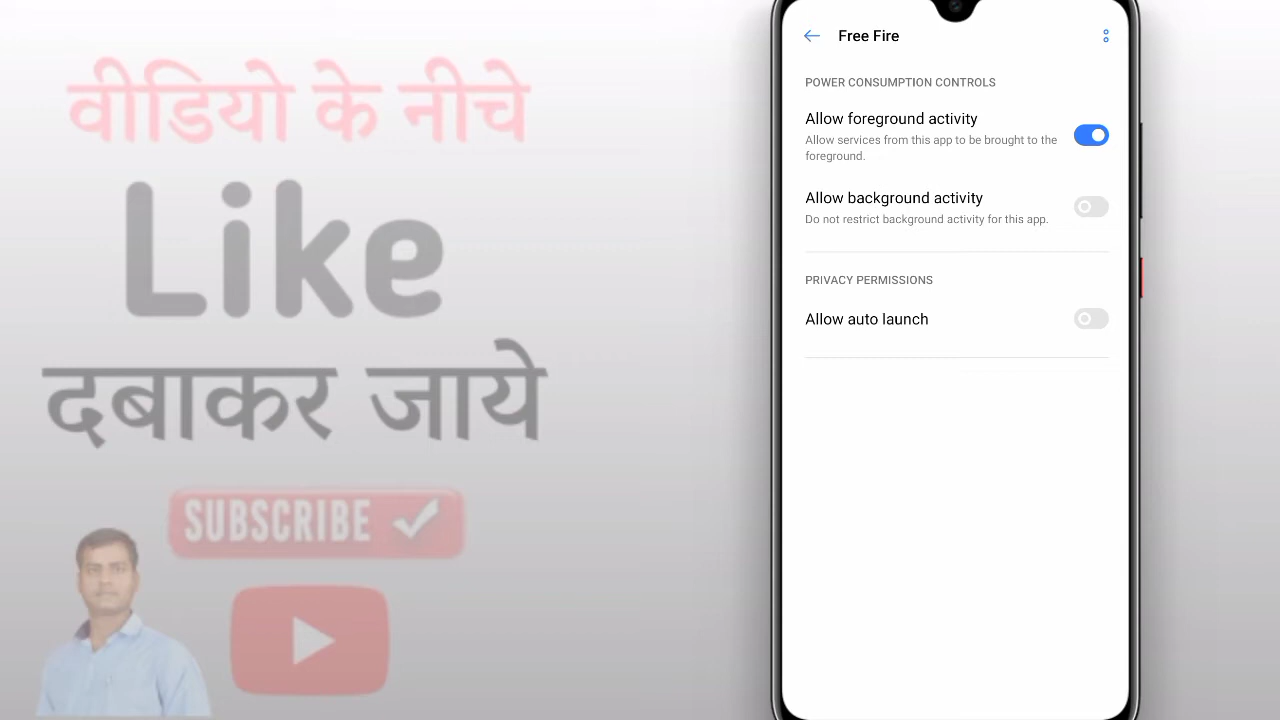 वीडियो के नीचे
Like
दबाकर जाये
SUBSCRIBE
Free Fire
POWER CONSUMPTION CONTROLS
Allow foreground activity
Allow services from this app to be brought to the
foreground.
Allow background activity
Do not restrict background activity for this app.
PRIVACY PERMISSIONS
Allow auto launch